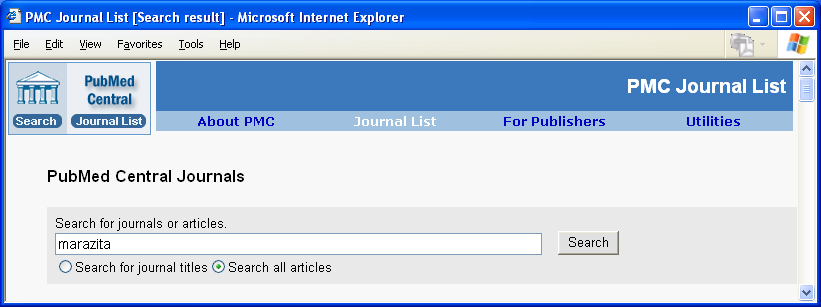 PMC Journal List [Search result] - Microsoft Internet Explorer
File Edit View Favorites Tools Help
PubMed
Central
Search Journal List
PMC Journal List
About PMC Journal List For Publishers Utilities
PubMed Central Journals
Search for journals or articles.
marazita Search
Search for journal titles Search all articles